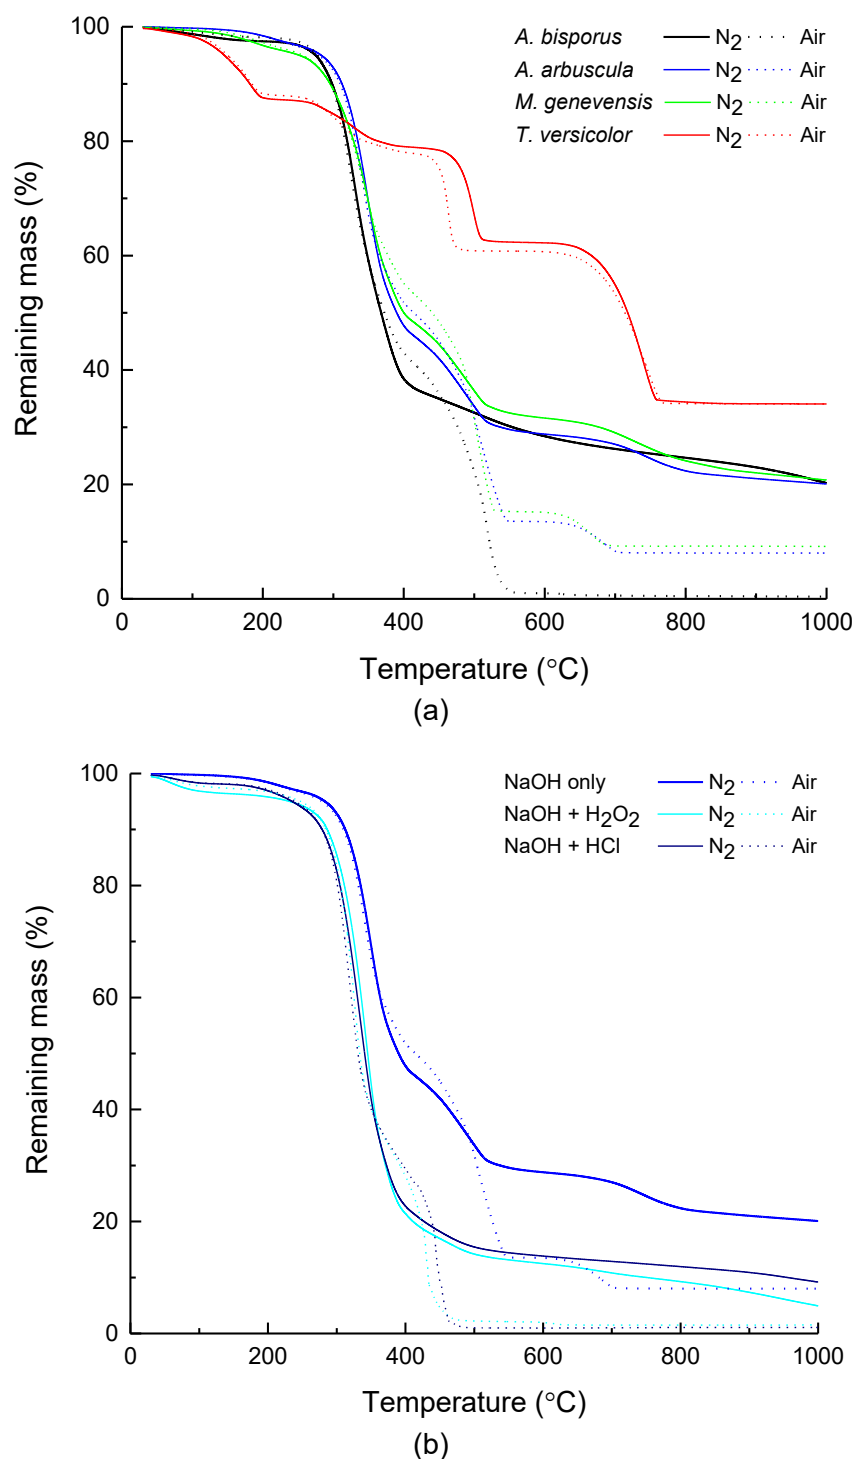 100
80
60
40
20
0
Remaining mass (%)
A. bisporus N2 Air
A. arbuscula N2 Air
M. genevensis N2 Air
T. versicolor N2 Air
0 200 400 600 800 1000
Temperature (°C)
(a)
100
80
60
40
20
0
Remaining mass (%)
NaOH only N2 Air
NaOH + H2O2 N2 Air
NaOH + HCl N2 Air
0 200 400 600 800 1000
Temperature (°C)
(b)